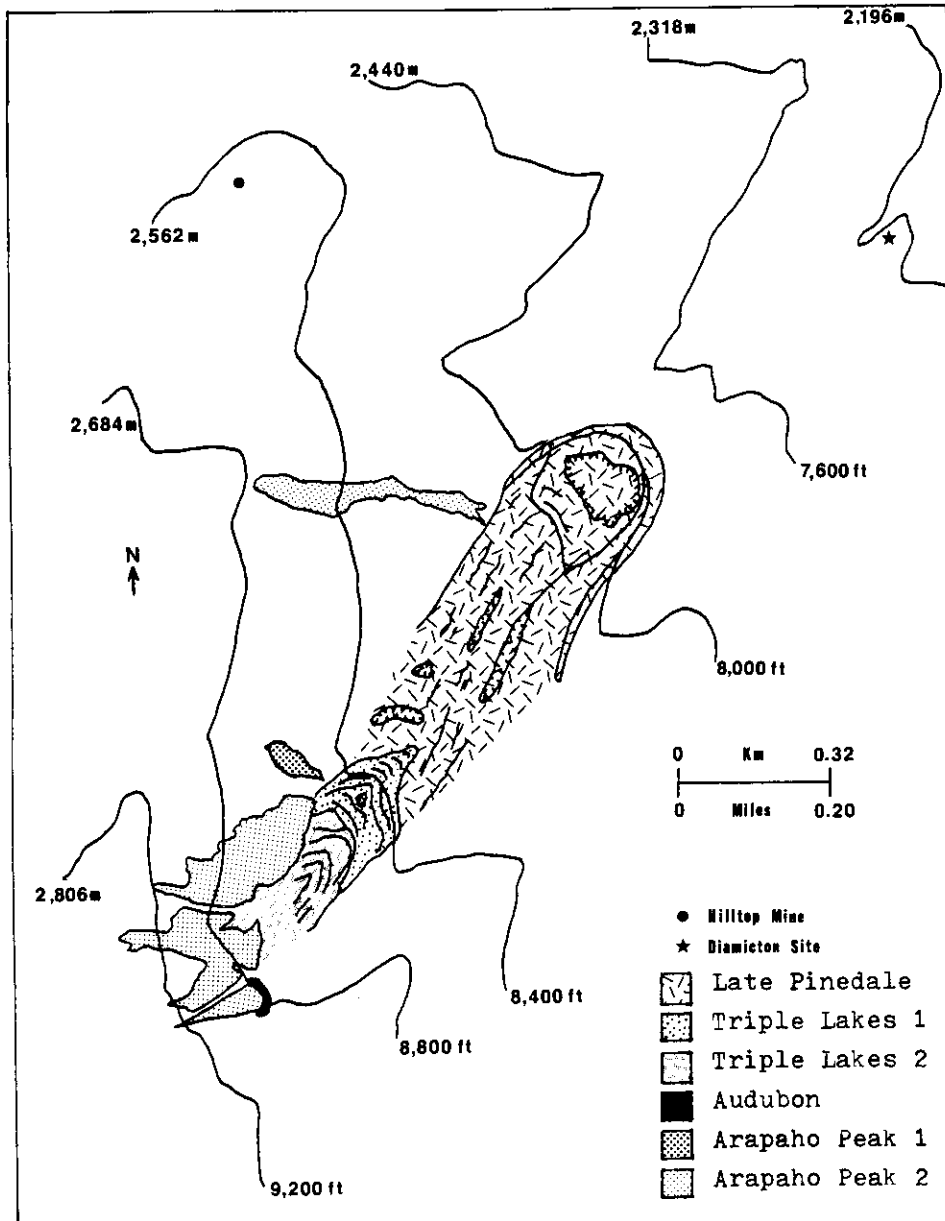 2,196m
2,318m
2,440m
2,562 m
2,684m
7,600 ft
N
8,000 ft
0 Km 0.32
0 Miles 0.20
2,806m
● Hilltop Mine
★ Diamicton Site
Late Pinedale
8,400 ft
Triple Lakes 1
8,800 ft
Triple Lakes 2
Audubon
Arapaho Peak 1
9,200 ft
Arapaho Peak 2